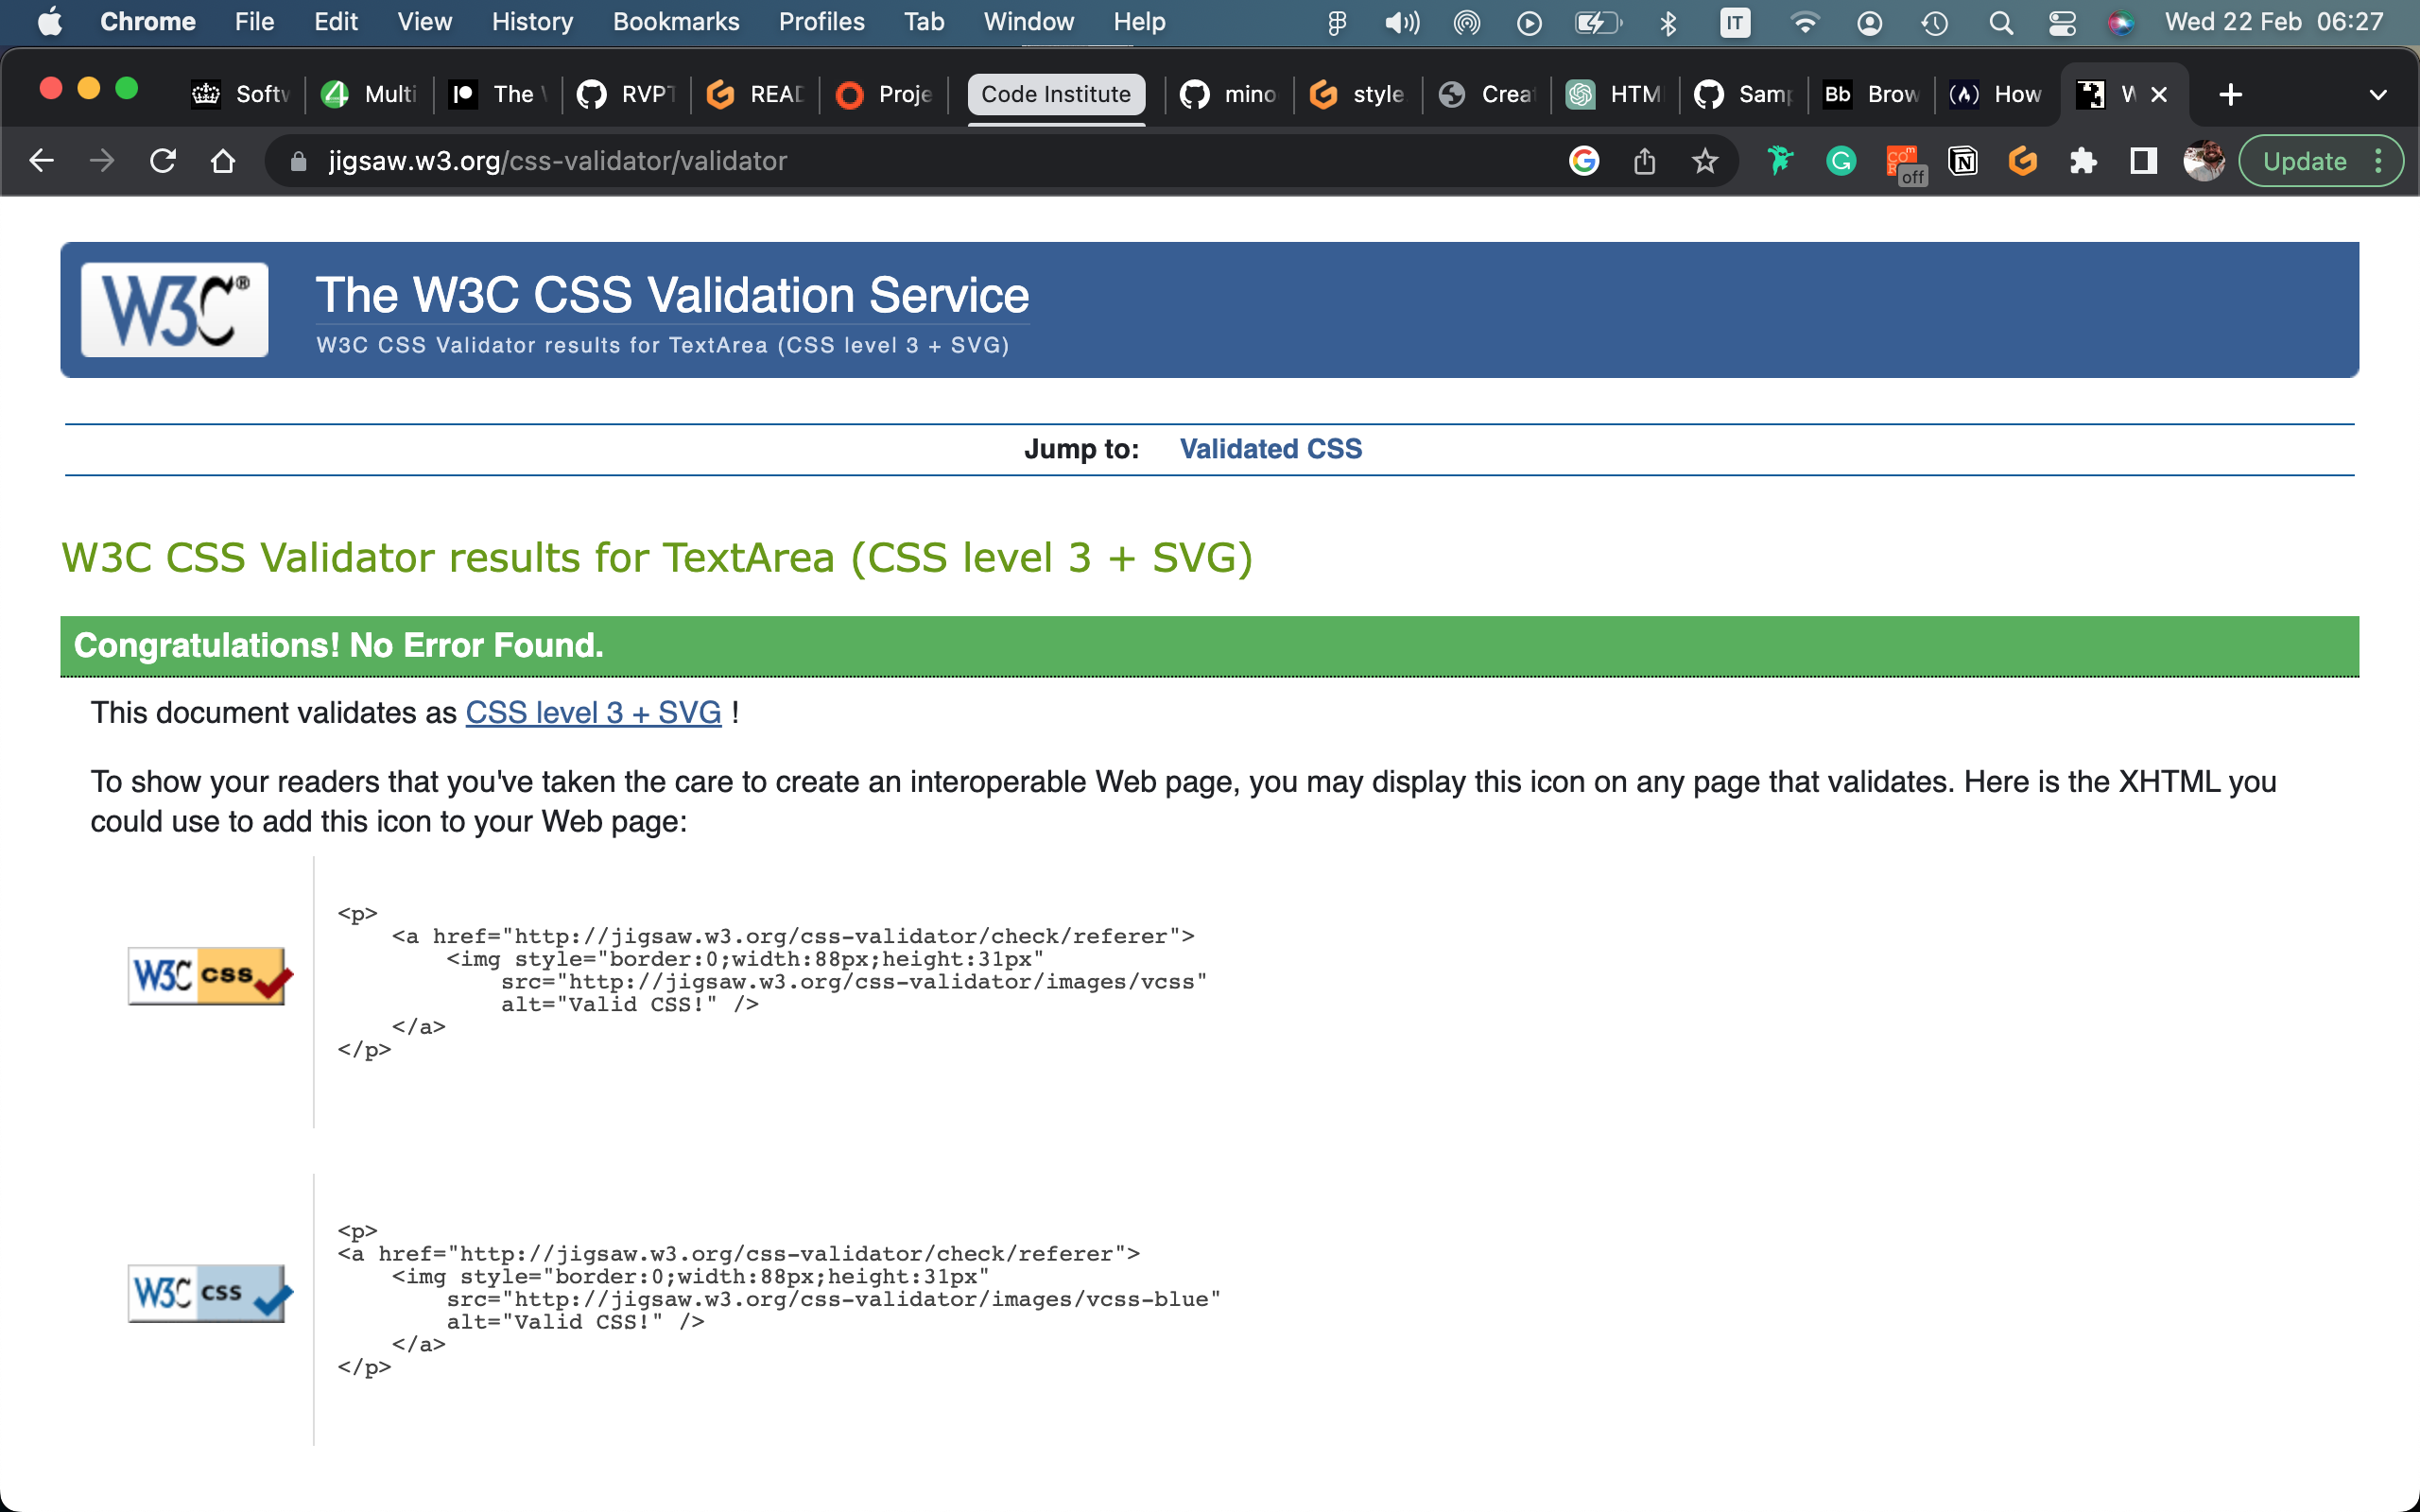 Chrome File Edit View History Bookmarks Profiles Tab Window Help IT Wed 22 Feb 06:27
Softw Multi The RVPT READ Proje Code Institute mino style Crea HTM Samp Bb Brow How W
jigsaw.w3.org/css-validator/validator off Update
W3C® The W3C CSS Validation Service
W3C CSS Validator results for TextArea (CSS level 3 + SVG)
Jump to: Validated CSS
W3C CSS Validator results for TextArea (CSS level 3 + SVG)
Congratulations! No Error Found.
This document validates as CSS level 3 + SVG !
To show your readers that you've taken the care to create an interoperable Web page, you may display this icon on any page that validates. Here is the XHTML you
could use to add this icon to your Web page:
W3C css
<p>
<a href="http://jigsaw.w3.org/css-validator/check/referer">
<img style="border:0;width:88px;height:31px"
src="http://jigsaw.w3.org/css-validator/images/vcss"
alt="Valid CSS!" />
</a>
</p>
W3C css
<p>
<a href="http://jigsaw.w3.org/css-validator/check/referer">
<img style="border:0;width:88px;height:31px"
src="http://jigsaw.w3.org/css-validator/images/vcss-blue"
alt="Valid CSS!" />
</a>
</p>